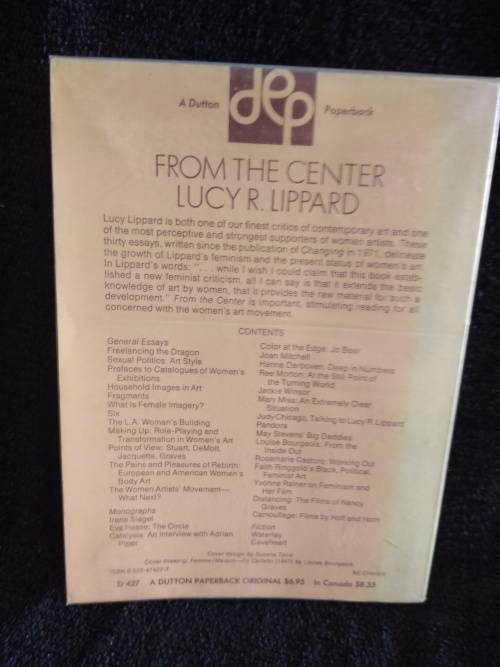 A Dutton
dep
Paperback
FROM THE CENTER
LUCY R. LIPPARD
Lucy Lippard is both one of our finest critics of contemporary art and one
of the most perceptive and strongest supporters of women artists. These
thirty essays, written since the publication of Changing in 1971, delineate
the growth of Lippard's feminism and the present status of women's art.
In Lippard's words: ". . . while I wish I could claim that this book estab-
lished a new feminist criticism, all I can say is that it extends the basic
knowledge of art by women, that it provides the raw material for such a
development." From the Center is important, stimulating reading for all
concerned with the women's art movement.
CONTENTS
General Essays
Freelancing the Dragon
Sexual Politics: Art Style
Prefaces to Catalogues of Women's
Exhibitions
Household Images in Art
Fragments
What Is Female Imagery?
Six
The L.A. Woman's Building
Making Up: Role-Playing and
Transformation in Women's Art
Points of View: Stuart, DeMott,
Jacquette, Graves
The Pains and Pleasures of Rebirth:
European and American Women's
Body Art
The Women Artists' Movement—
What Next?
Monographs
Irene Siegel
Eva Hesse: The Circle
Catalysis: An Interview with Adrian
Piper
Color at the Edge: Jo Baer
Joan Mitchell
Hanne Darboven: Deep in Numbers
Ree Morton: At the Still Point of
the Turning World
Jackie Winsor
Mary Miss: An Extremely Clear
Situation
Judy Chicago, Talking to Lucy R. Lippard
Pandora
May Stevens' Big Daddies
Louise Bourgeois: From the
Inside Out
Rosemarie Castoro: Working Out
Faith Ringgold's Black, Political,
Feminist Art
Yvonne Rainer on Feminism and
Her Film
Distancing: The Films of Nancy
Graves
Camouflage: Films by Holt and Horn
Fiction
Waterlay
Caveheart
Cover design by
Cover drawing: by Louise Bourgeois
Art Criticism
D 427 A DUTTON PAPERBACK ORIGINAL $6.95 In Canada $8.35